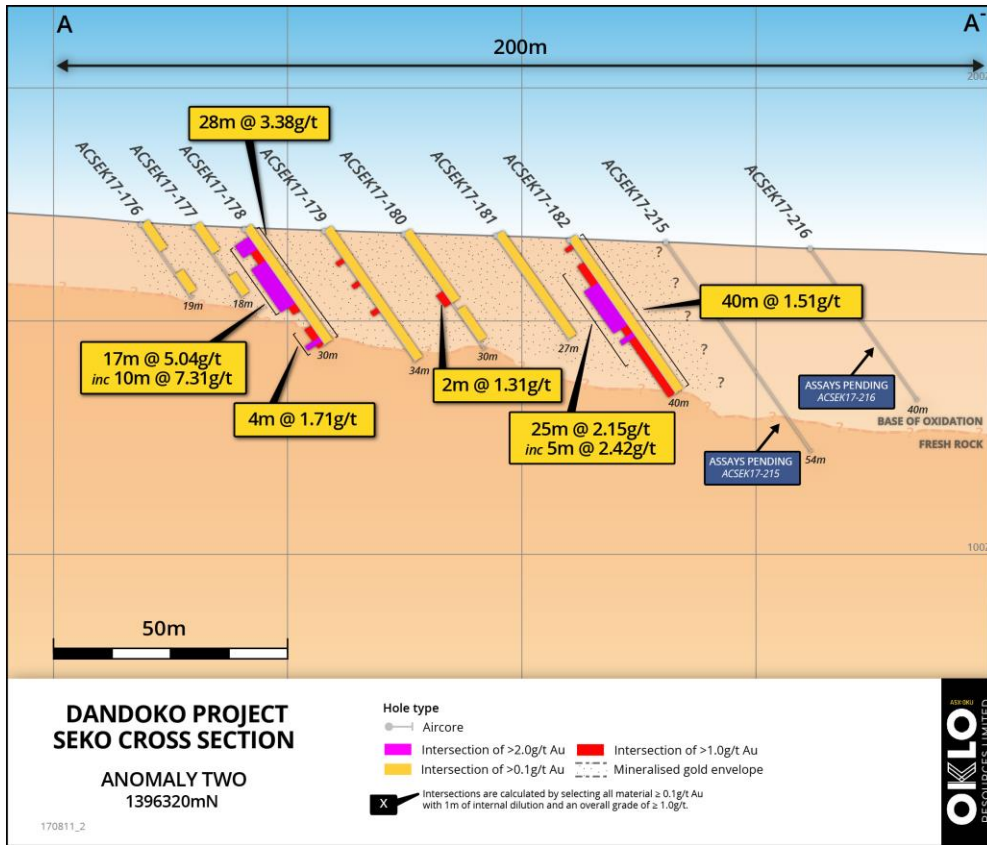 A
A-
200m
200Z
28m @ 3.38g/t
ACSEK17-176
ACSEK17-177
ACSEK17-178
ACSEK17-179
ACSEK17-180
ACSEK17-181
ACSEK17-182
ACSEK17-215
ACSEK17-216
?
?
?
?
?
19m
18m
30m
34m
30m
27m
40m
54m
40m
40m @ 1.51g/t
17m @ 5.04g/t
inc 10m @ 7.31g/t
4m @ 1.71g/t
2m @ 1.31g/t
25m @ 2.15g/t
inc 5m @ 2.42g/t
ASSAYS PENDING
ACSEK17-216
ASSAYS PENDING
ACSEK17-215
BASE OF OXIDATION
FRESH ROCK
100Z
50m
DANDOKO PROJECT
SEKO CROSS SECTION
ANOMALY TWO
1396320mN
170811_2
Hole type
Aircore
Intersection of >2.0g/t Au
Intersection of >1.0g/t Au
Intersection of >0.1g/t Au
Mineralised gold envelope
X
Intersections are calculated by selecting all material ≥ 0.1g/t Au
with 1m of internal dilution and an overall grade of ≥ 1.0g/t.
ASX:OKU
OKLO
RESOURCES LIMITED